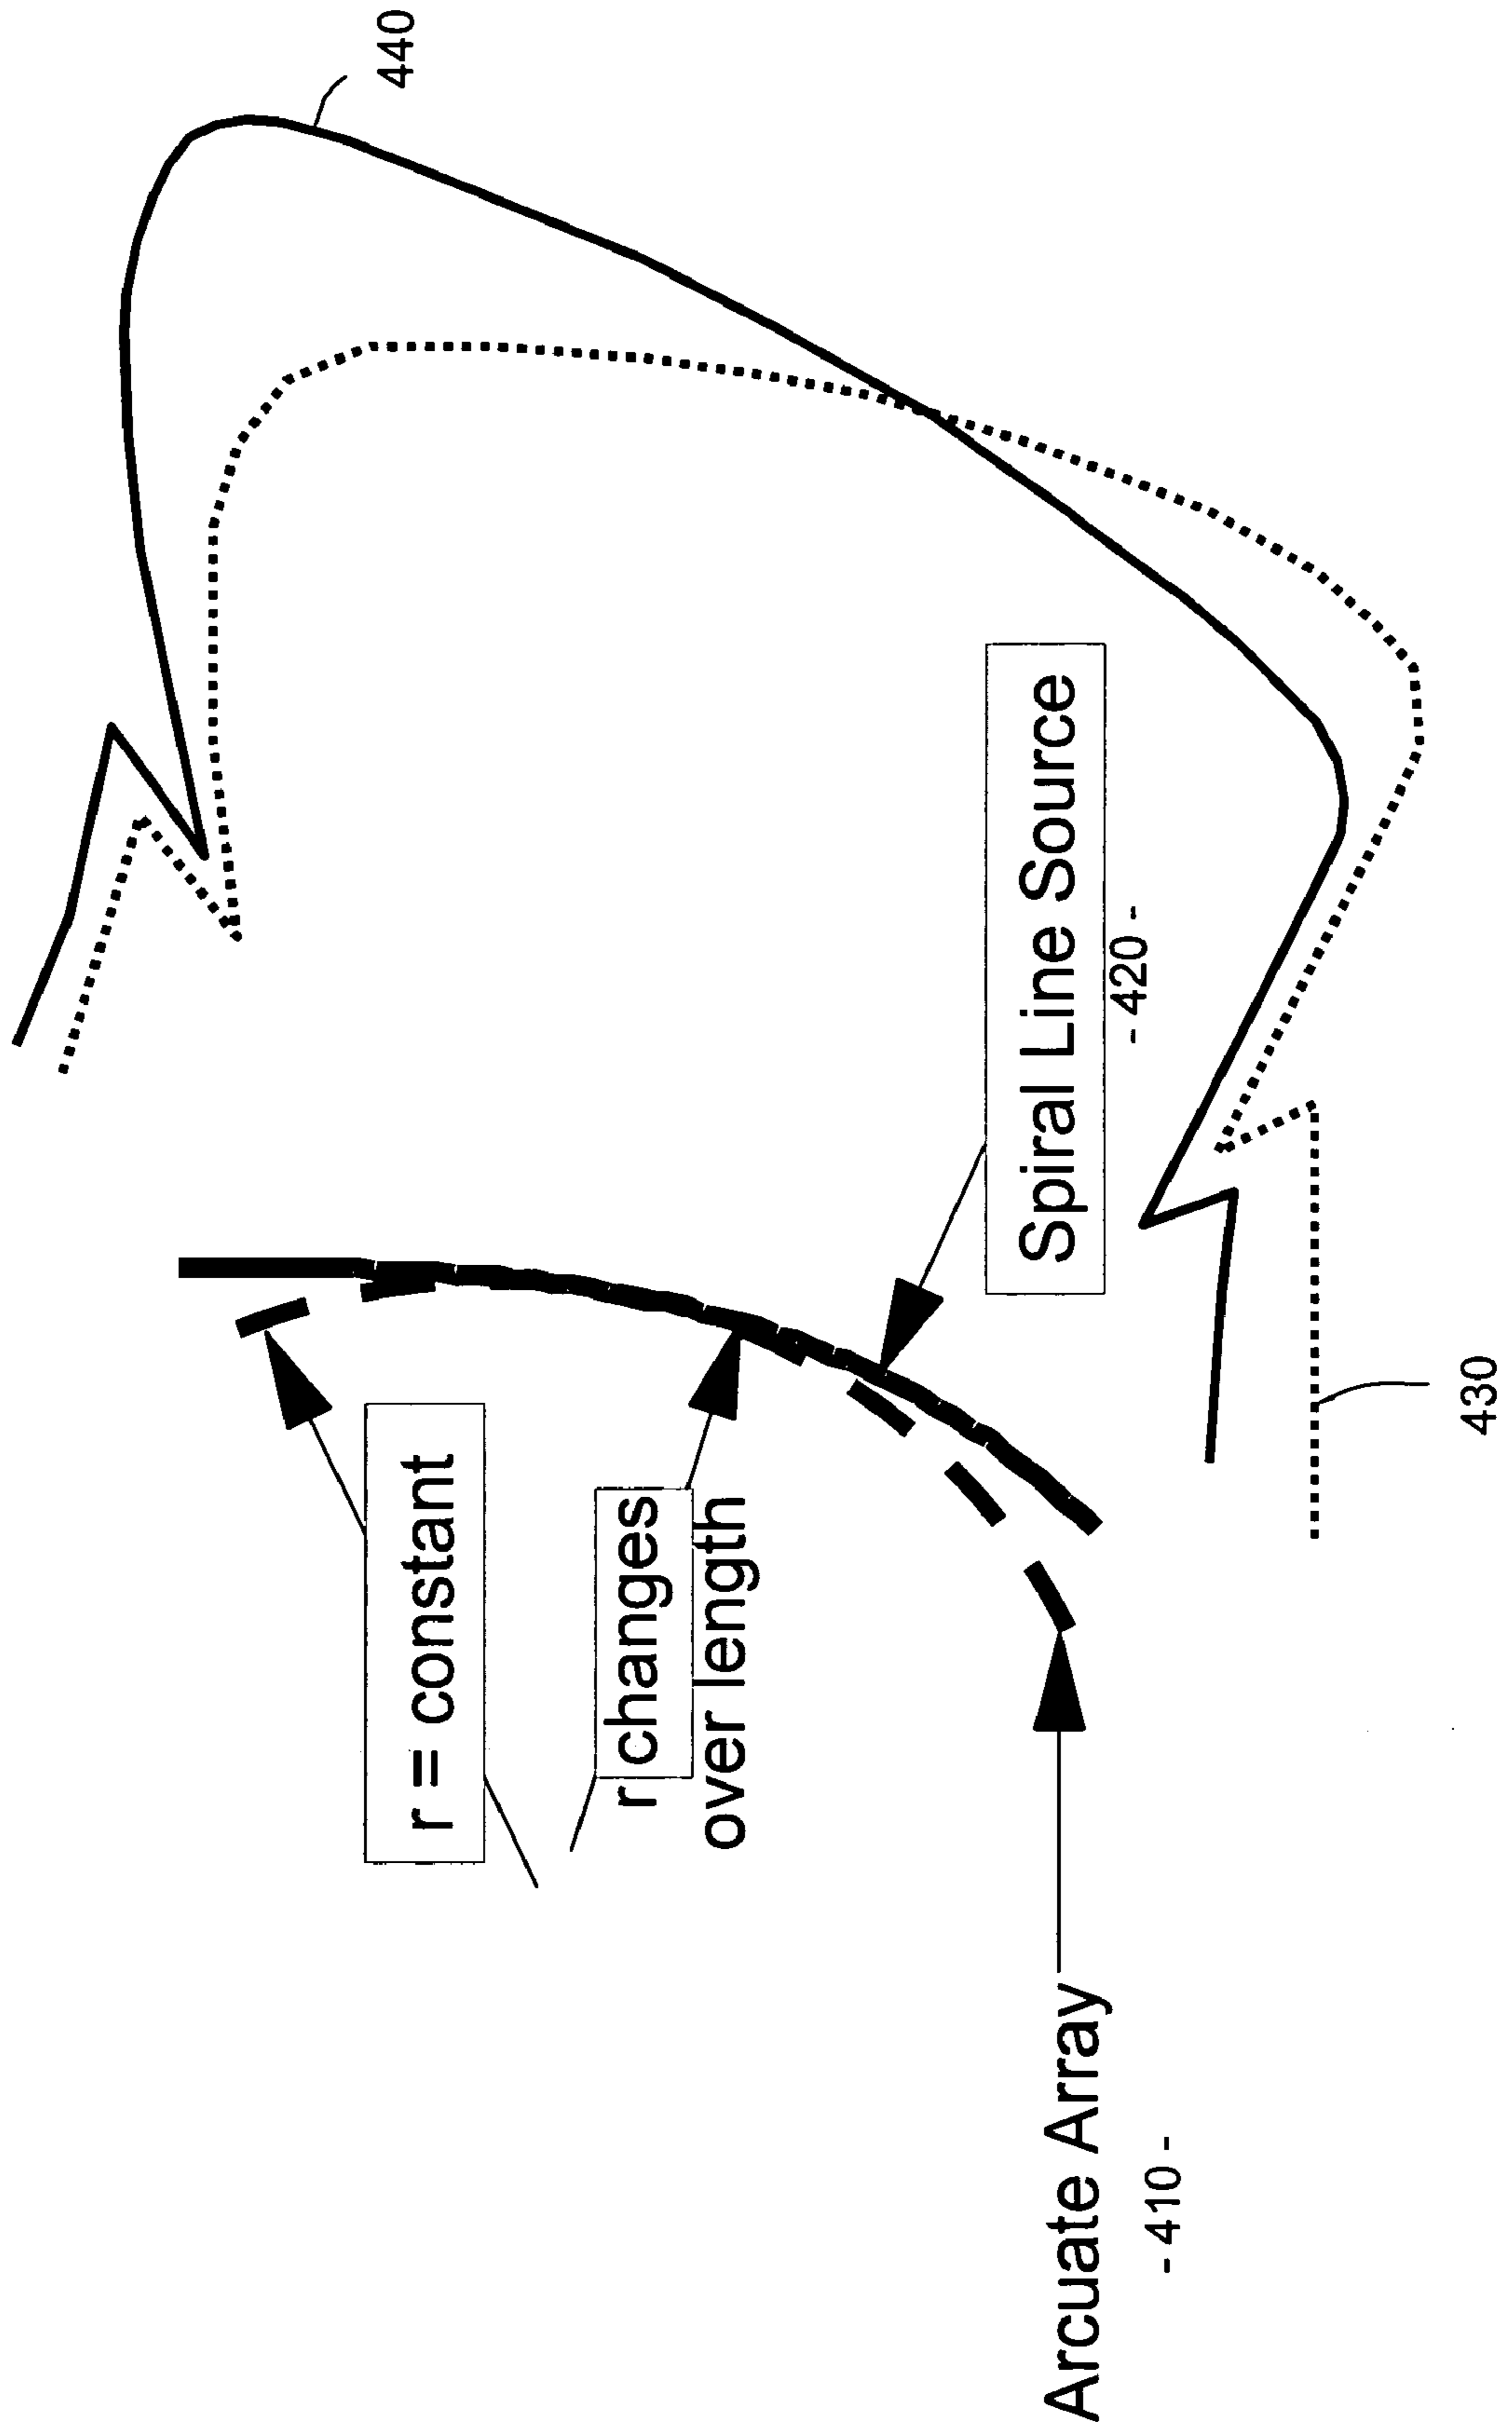 440
r = constant
r changes
over length
Spiral Line Source
- 420 -
430
Arcuate Array
- 410 -